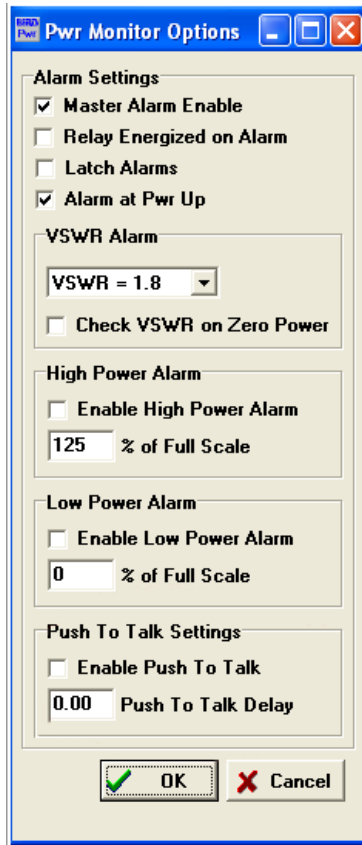 BIRD
Pwr
Pwr Monitor Options
Alarm Settings
Master Alarm Enable
Relay Energized on Alarm
Latch Alarms
Alarm at Pwr Up
VSWR Alarm
VSWR = 1.8
Check VSWR on Zero Power
High Power Alarm
Enable High Power Alarm
125 % of Full Scale
Low Power Alarm
Enable Low Power Alarm
0 % of Full Scale
Push To Talk Settings
Enable Push To Talk
0.00 Push To Talk Delay
OK Cancel